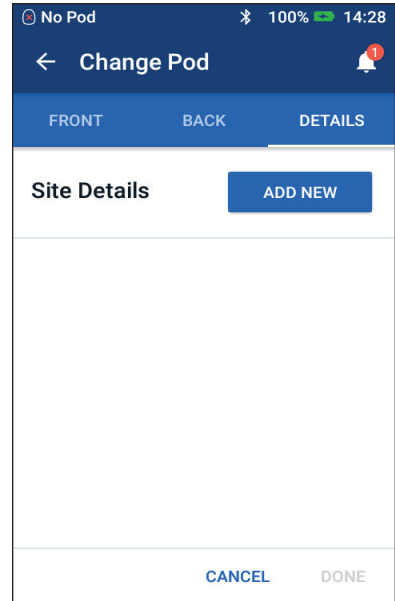 No Pod 100% 14:28
Change Pod 1
FRONT BACK DETAILS
Site Details ADD NEW
CANCEL DONE